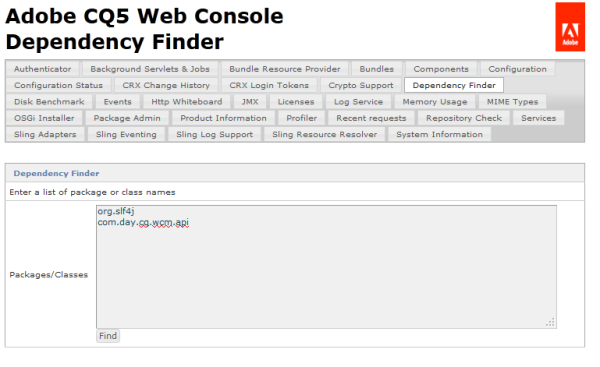 Adobe CQ5 Web Console
Dependency Finder
Adobe
Authenticator Background Servlets & Jobs Bundle Resource Provider Bundles Components Configuration
Configuration Status CRX Change History CRX Login Tokens Crypto Support Dependency Finder
Disk Benchmark Events Http Whiteboard JMX Licenses Log Service Memory Usage MIME Types
OSGi Installer Package Admin Product Information Profiler Recent requests Repository Check Services
Sling Adapters Sling Eventing Sling Log Support Sling Resource Resolver System Information
Dependency Finder
Enter a list of package or class names
org.slf4j
com.day.cq.wcm.api
Packages/Classes
Find